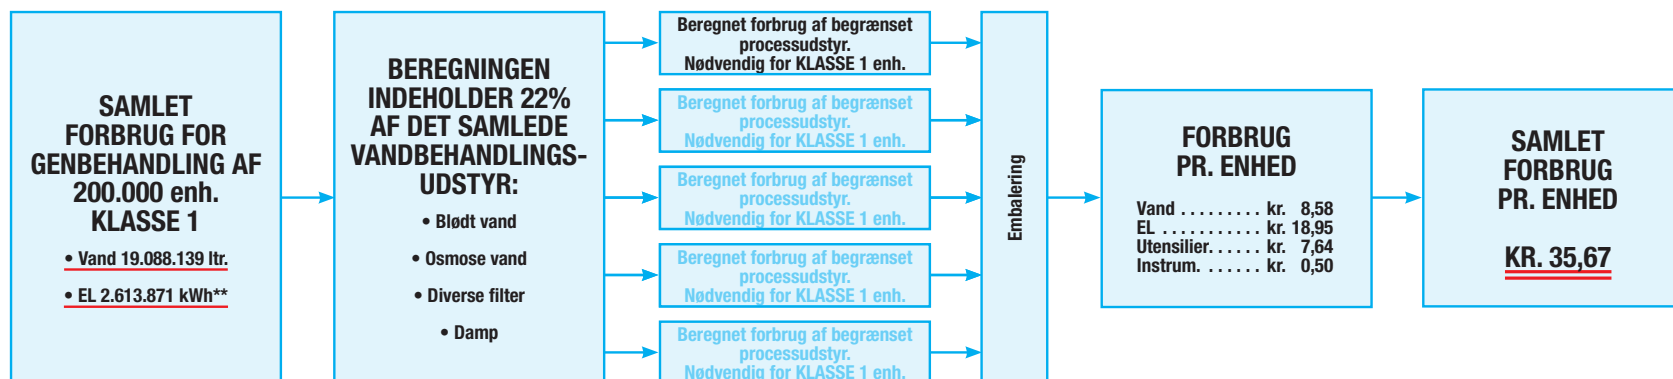 SAMLET
FORBRUG FOR
GENBEHANDLING AF
200.000 enh.
KLASSE 1
• Vand 19.088.139 ltr.
• EL 2.613.871 kWh**
BEREGNINGEN
INDEHOLDER 22%
AF DET SAMLEDE
VANDBEHANDLINGS-
UDSTYR:
• Blødt vand
• Osmose vand
• Diverse filter
• Damp
Beregnet forbrug af begrænset
processudstyr.
Nødvendig for KLASSE 1 enh.
Beregnet forbrug af begrænset
processudstyr.
Nødvendig for KLASSE 1 enh.
Beregnet forbrug af begrænset
processudstyr.
Nødvendig for KLASSE 1 enh.
Beregnet forbrug af begrænset
processudstyr.
Nødvendig for KLASSE 1 enh.
Beregnet forbrug af begrænset
processudstyr.
Nødvendig for KLASSE 1 enh.
Embalering
FORBRUG
PR. ENHED
Vand . . . . . . . . . kr. 8,58
EL . . . . . . . . . . . kr. 18,95
Utensilier. . . . . . kr. 7,64
Instrum. . . . . . . kr. 0,50
SAMLET
FORBRUG
PR. ENHED
KR. 35,67